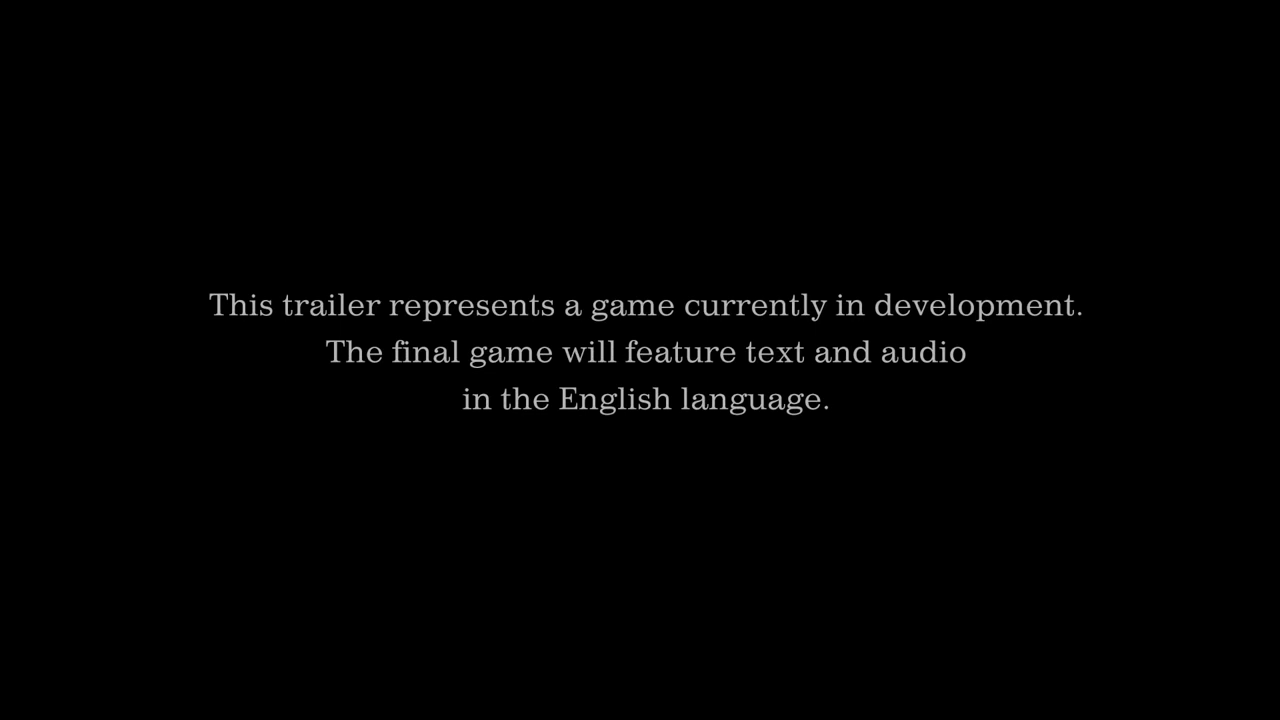 This trailer represents a game currently in development.
The final game will feature text and audio
in the English language.